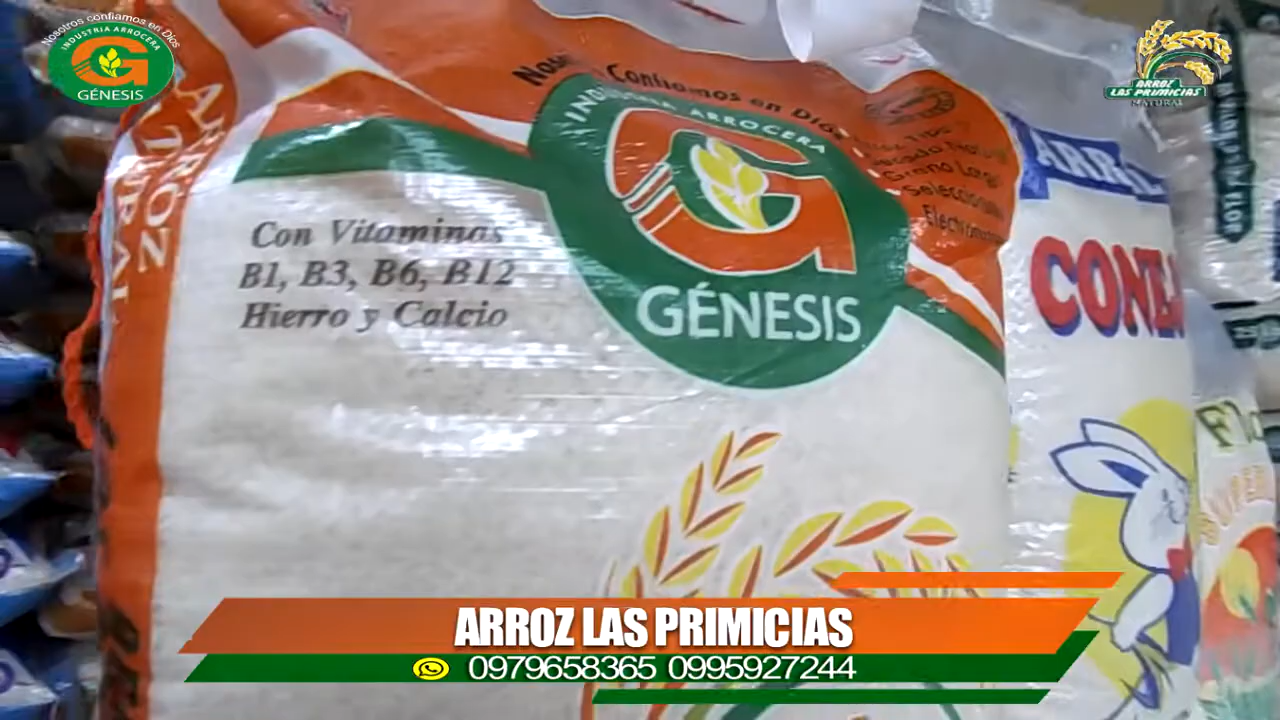 Nosotros confiamos en Dios
INDUSTRIA ARROCERA
G
GÉNESIS
ARROZ
LAS PRIMICIAS
NATURAL
ARROZ
Confiamos en Dios
INDUSTRIA ARROCERA
G
GÉNESIS
Grano Largo
Con Vitaminas
B1, B3, B6, B12
Hierro y Calcio
ARROZ LAS PRIMICIAS
0979658365 0995927244